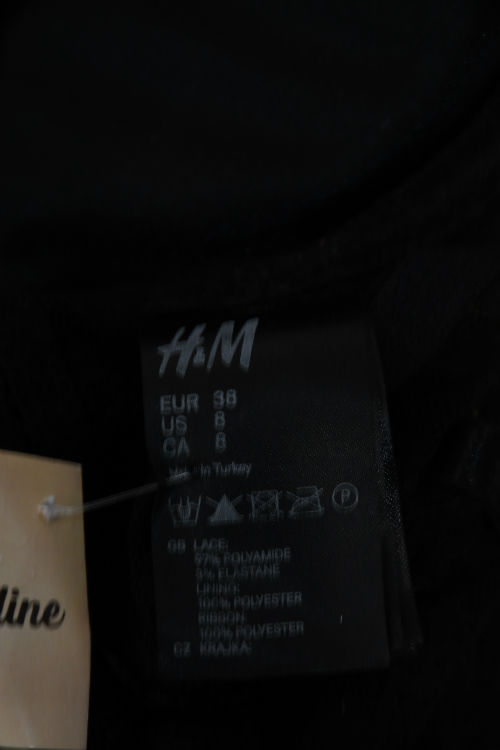 H&M
EUR 38
US 8
CA 8
in Turkey
P
GB LACE:
97% POLYAMIDE
3% ELASTANE
LINING:
100% POLYESTER
RIBBON:
100% POLYESTER
CZ KRAJKA:
line